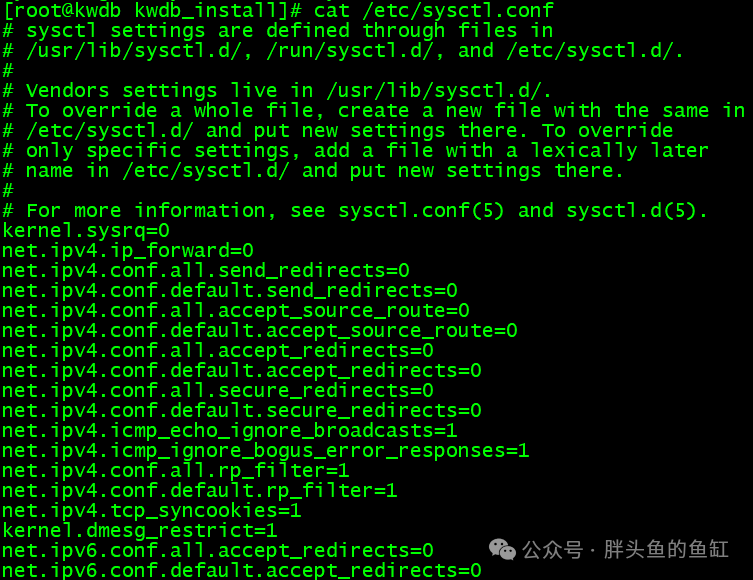 [root@kwdb kwdb_install]# cat /etc/sysctl.conf
# sysctl settings are defined through files in
# /usr/lib/sysctl.d/, /run/sysctl.d/, and /etc/sysctl.d/.
#
# Vendors settings live in /usr/lib/sysctl.d/.
# To override a whole file, create a new file with the same in
# /etc/sysctl.d/ and put new settings there. To override
# only specific settings, add a file with a lexically later
# name in /etc/sysctl.d/ and put new settings there.
#
# For more information, see sysctl.conf(5) and sysctl.d(5).
kernel.sysrq=0
net.ipv4.ip_forward=0
net.ipv4.conf.all.send_redirects=0
net.ipv4.conf.default.send_redirects=0
net.ipv4.conf.all.accept_source_route=0
net.ipv4.conf.default.accept_source_route=0
net.ipv4.conf.all.accept_redirects=0
net.ipv4.conf.default.accept_redirects=0
net.ipv4.conf.all.secure_redirects=0
net.ipv4.conf.default.secure_redirects=0
net.ipv4.icmp_echo_ignore_broadcasts=1
net.ipv4.icmp_ignore_bogus_error_responses=1
net.ipv4.conf.all.rp_filter=1
net.ipv4.conf.default.rp_filter=1
net.ipv4.tcp_syncookies=1
kernel.dmesg_restrict=1
net.ipv6.conf.all.accept_redirects=0
net.ipv6.conf.default.accept_redirects=0
公众号 · 胖头鱼的鱼缸